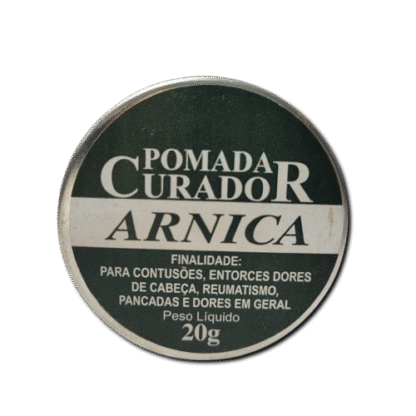 POMADA
CURADOR
ARNICA
FINALIDADE:
PARA CONTUSÕES, ENTORCES DORES
DE CABEÇA, REUMATISMO,
PANCADAS E DORES EM GERAL
Peso Líquido
20g